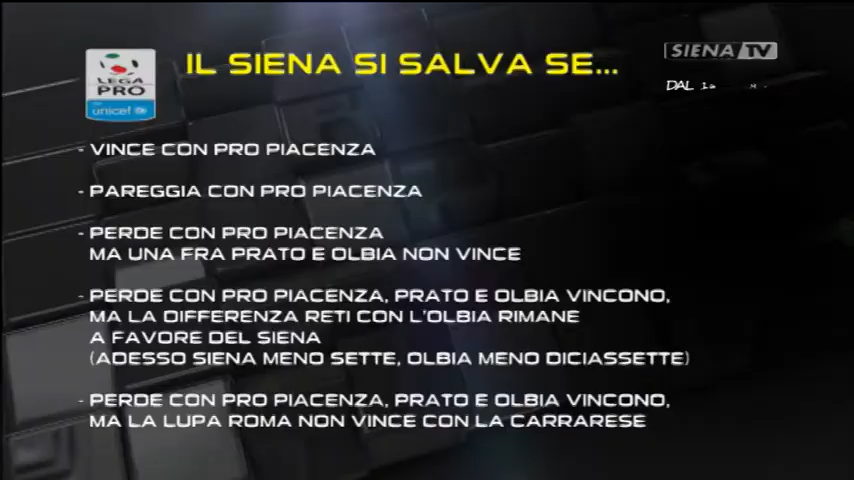 IL SIENA SI SALVA SE...
SIENA TV
LEGA
PRO
unicef
DAL
- VINCE CON PRO PIACENZA
- PAREGGIA CON PRO PIACENZA
- PERDE CON PRO PIACENZA
MA UNA FRA PRATO E OLBIA NON VINCE
- PERDE CON PRO PIACENZA, PRATO E OLBIA VINCONO,
MA LA DIFFERENZA RETI CON L'OLBIA RIMANE
A FAVORE DEL SIENA
(ADESSO SIENA MENO SETTE, OLBIA MENO DICIASSETTE)
- PERDE CON PRO PIACENZA, PRATO E OLBIA VINCONO,
MA LA LUPA ROMA NON VINCE CON LA CARRARESE